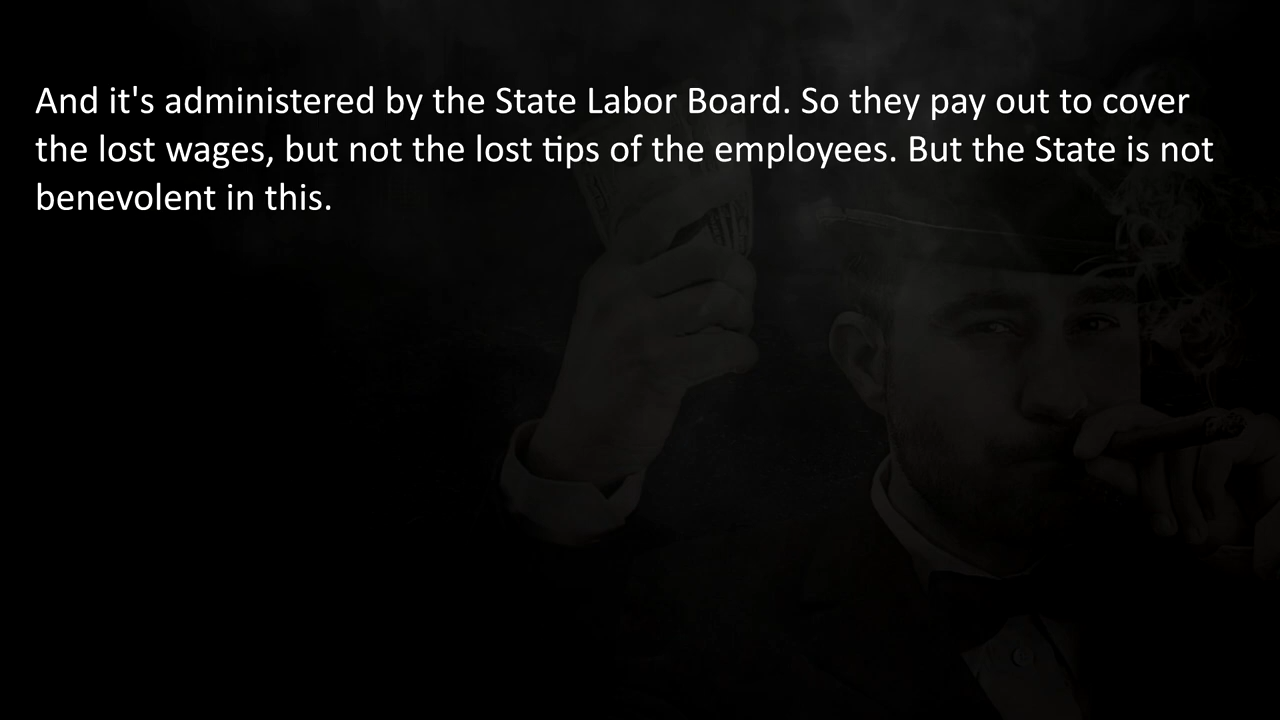 And it's administered by the State Labor Board. So they pay out to cover
the lost wages, but not the lost tips of the employees. But the State is not
benevolent in this.